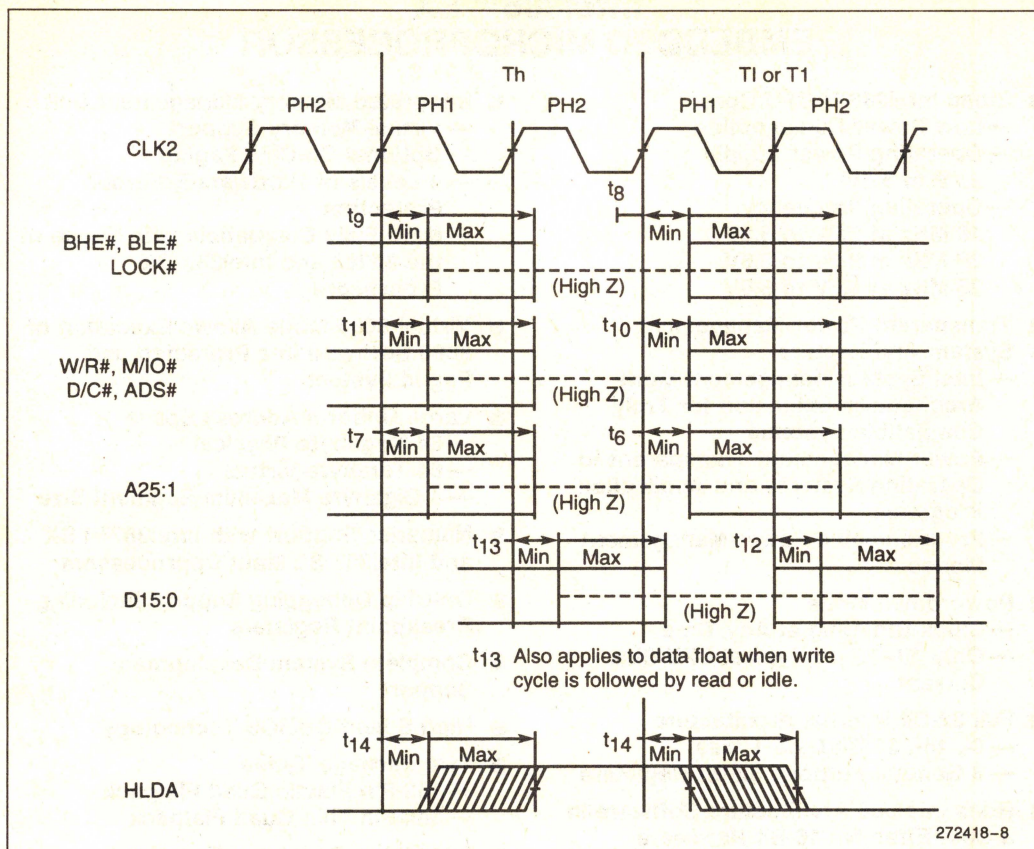 Th TI or T1
PH2 PH1 PH2 PH1 PH2
CLK2
t9 Min Max t8 Min Max
BHE#, BLE#
LOCK#
(High Z) (High Z)
t11 Min Max t10 Min Max
W/R#, M/IO#
D/C#, ADS#
(High Z) (High Z)
t7 Min Max t6 Min Max
A25:1
(High Z) (High Z)
t13 Min Max t12 Min Max
D15:0
(High Z)
t13 Also applies to data float when write
cycle is followed by read or idle.
t14 Min Max t14 Min Max
HLDA
272418–8